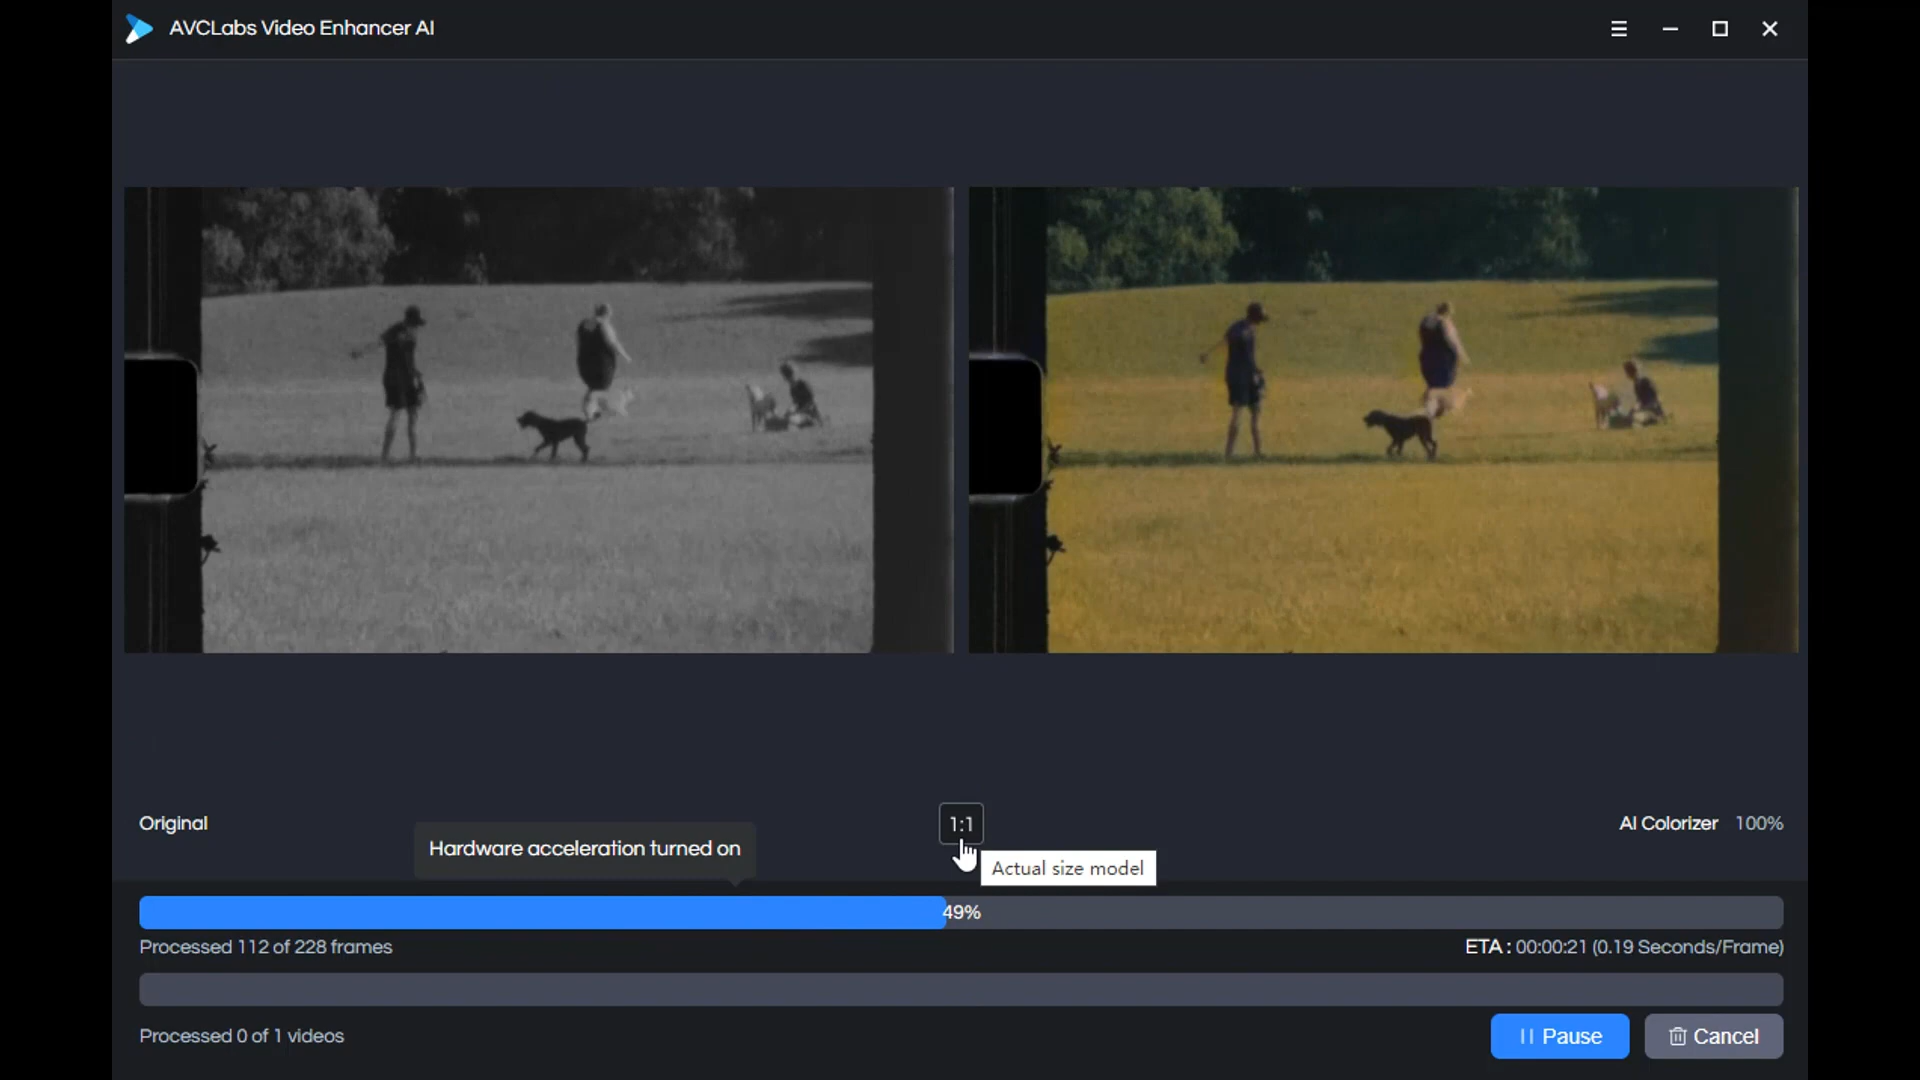 AVCLabs Video Enhancer AI
Original
1:1
AI Colorizer 100%
Hardware acceleration turned on
Actual size model
49%
Processed 112 of 228 frames
ETA : 00:00:21 (0.19 Seconds/Frame)
Processed 0 of 1 videos
Pause
Cancel